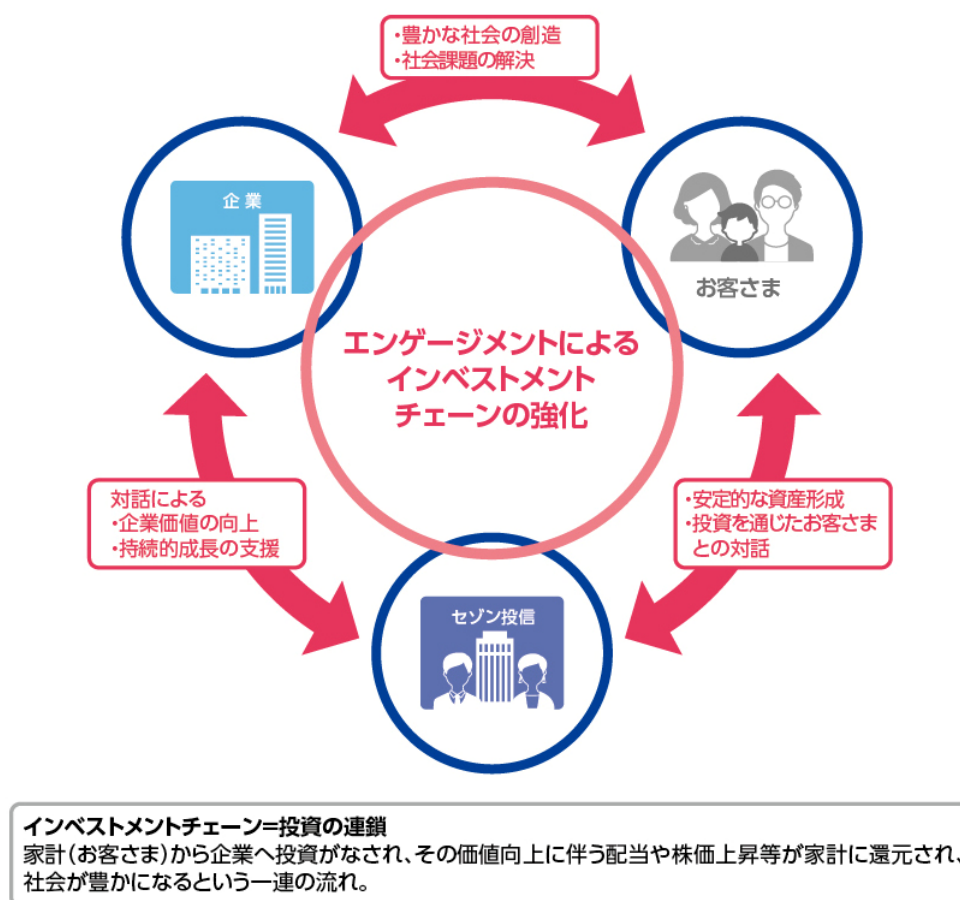 ・豊かな社会の創造
・社会課題の解決
企業
お客さま
エンゲージメントによる
インベストメント
チェーンの強化
対話による
・企業価値の向上
・持続的成長の支援
・安定的な資産形成
・投資を通じたお客さま
との対話
セゾン投信
インベストメントチェーン=投資の連鎖
家計(お客さま)から企業へ投資がなされ、その価値向上に伴う配当や株価上昇等が家計に還元され、
社会が豊かになるという一連の流れ。